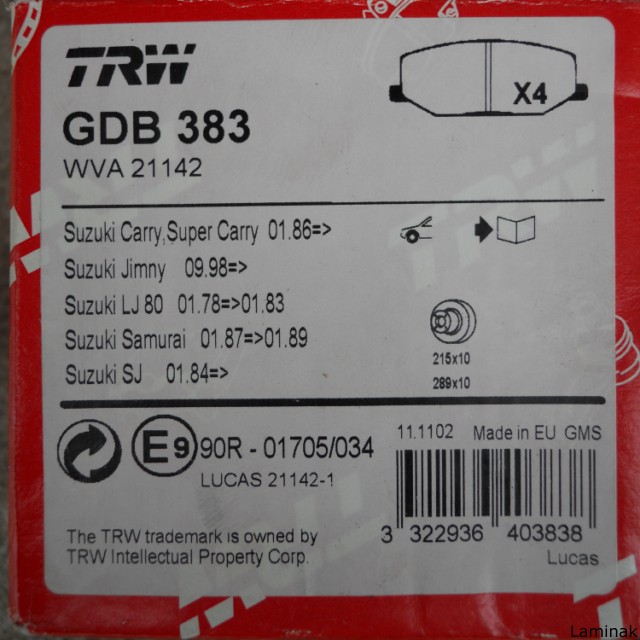 TRW
X4
GDB 383
WVA 21142
Suzuki Carry,Super Carry 01.86=>
Suzuki Jimny 09.98=>
Suzuki LJ 80 01.78=>01.83
Suzuki Samurai 01.87=>01.89
Suzuki SJ 01.84=>
215x10
289x10
E9 90R - 01705/034
LUCAS 21142-1
11.1102 Made in EU GMS
3 322936 403838
Lucas
The TRW trademark is owned by
TRW Intellectual Property Corp.
Laminak